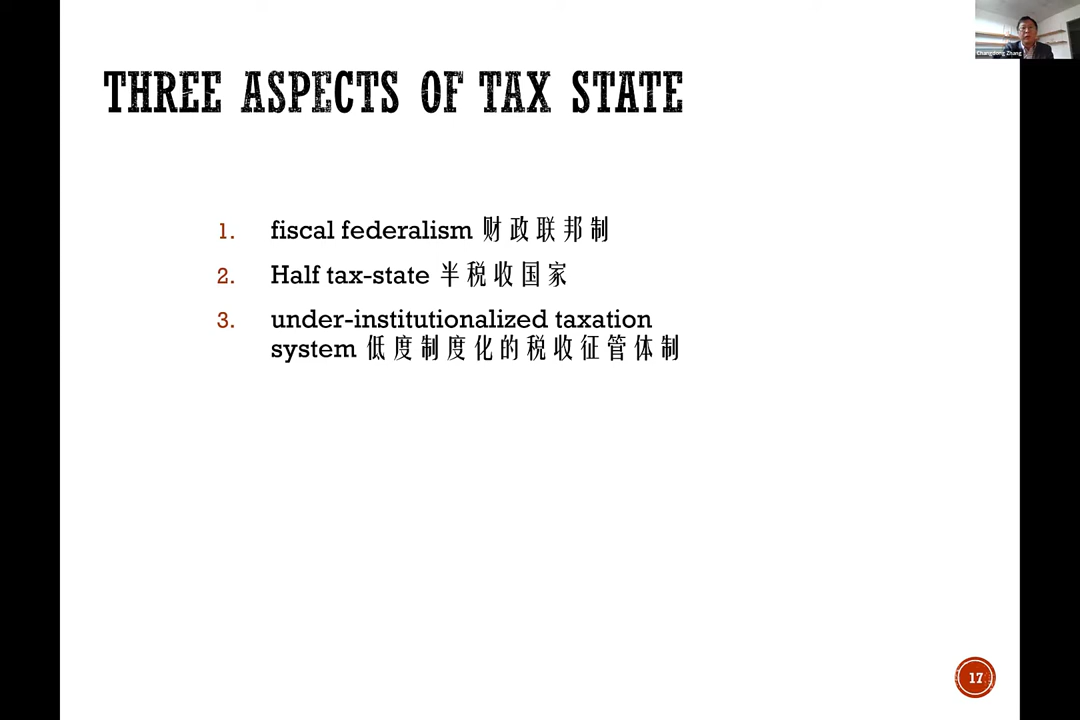 Changdong Zhang
THREE ASPECTS OF TAX STATE
1. fiscal federalism 财政联邦制
2. Half tax-state 半税收国家
3. under-institutionalized taxation
system 低度制度化的税收征管体制
17